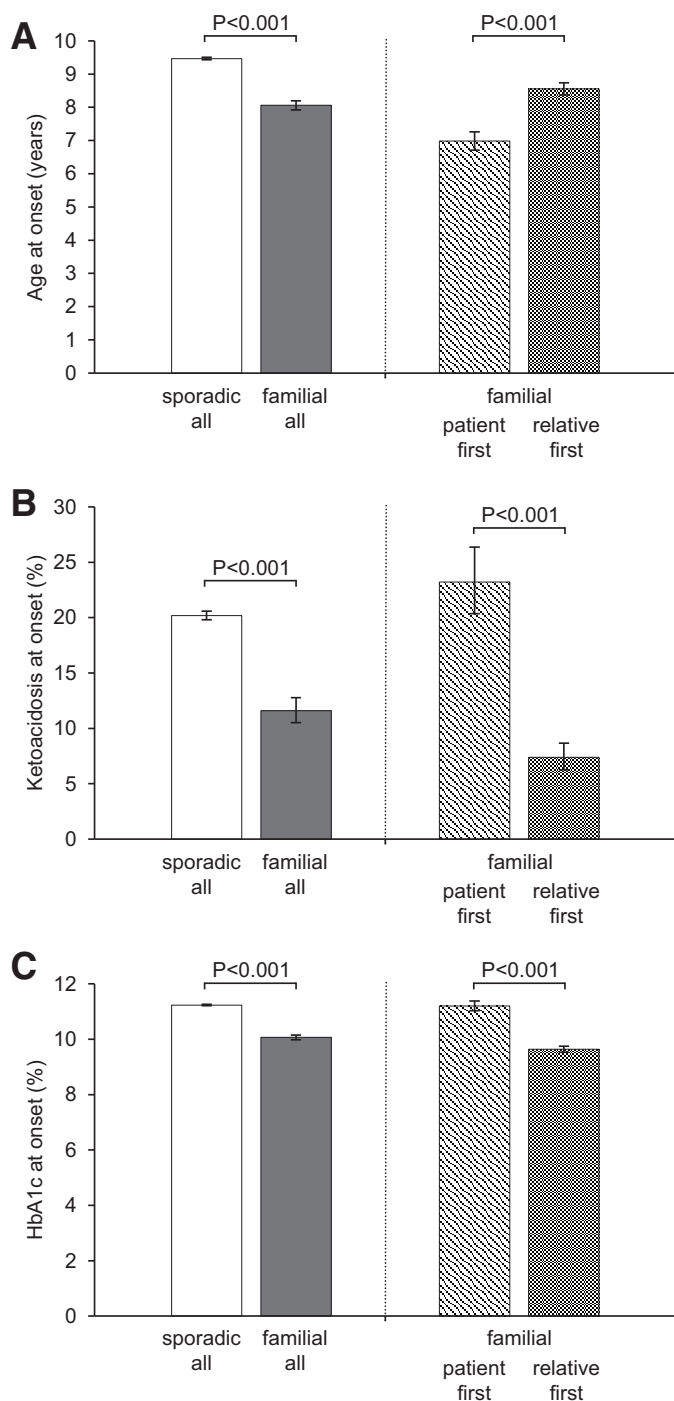 A
P<0.001
P<0.001
Age at onset (years)
10
9
8
7
6
5
4
3
2
1
0
sporadic all
familial all
familial
patient first
relative first
B
P<0.001
P<0.001
Ketoacidosis at onset (%)
30
25
20
15
10
5
0
sporadic all
familial all
familial
patient first
relative first
C
P<0.001
P<0.001
HbA1c at onset (%)
12
10
8
6
4
2
0
sporadic all
familial all
familial
patient first
relative first